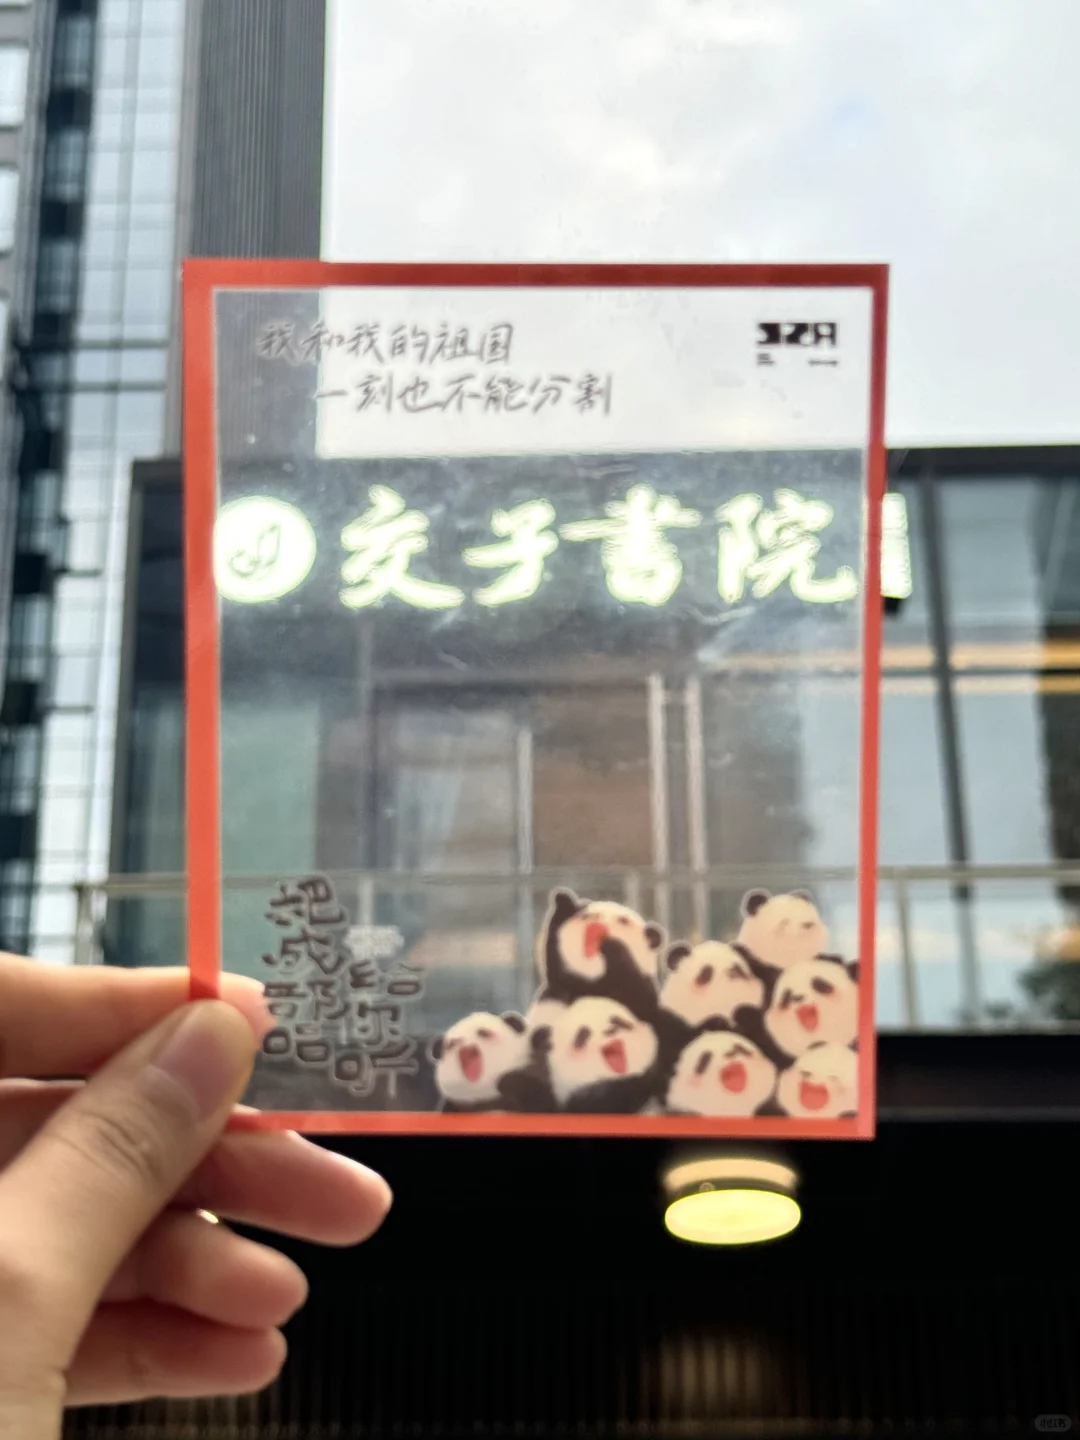 我和我的祖国
一刻也不能分割
交子書院
把成都
唱给你听